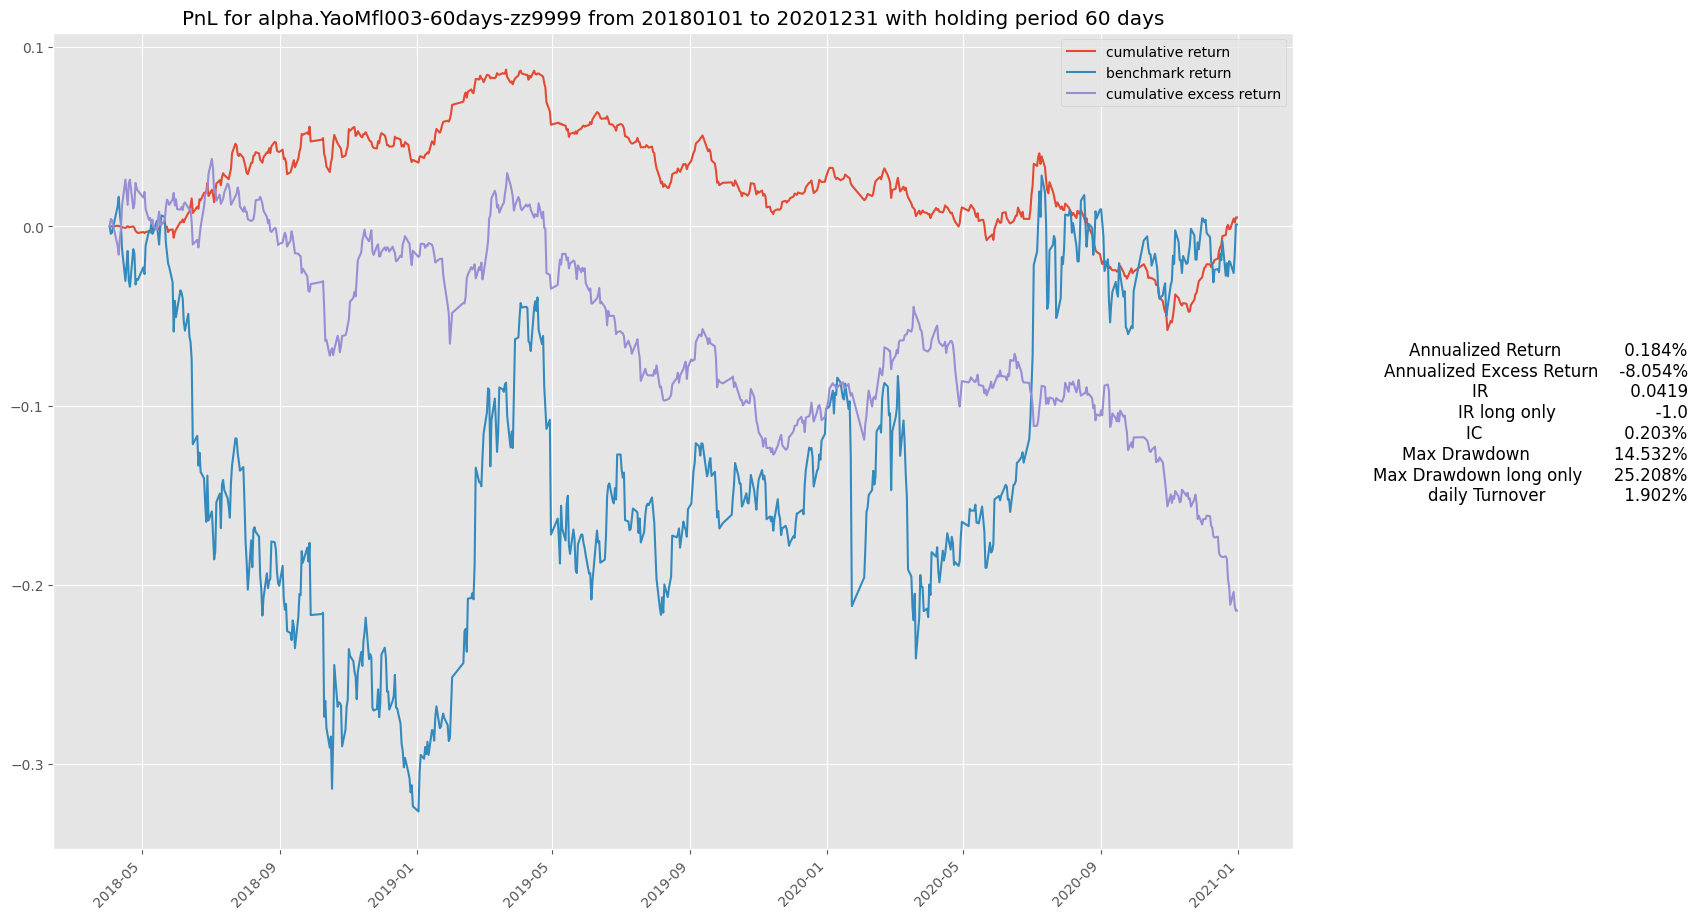 PnL for alpha.YaoMfl003-60days-zz9999 from 20180101 to 20201231 with holding period 60 days
cumulative return
benchmark return
cumulative excess return
0.1
0.0
−0.1
−0.2
−0.3
2018-05
2018-09
2019-01
2019-05
2019-09
2020-01
2020-05
2020-09
2021-01
Annualized Return 0.184%
Annualized Excess Return -8.054%
IR 0.0419
IR long only -1.0
IC 0.203%
Max Drawdown 14.532%
Max Drawdown long only 25.208%
daily Turnover 1.902%